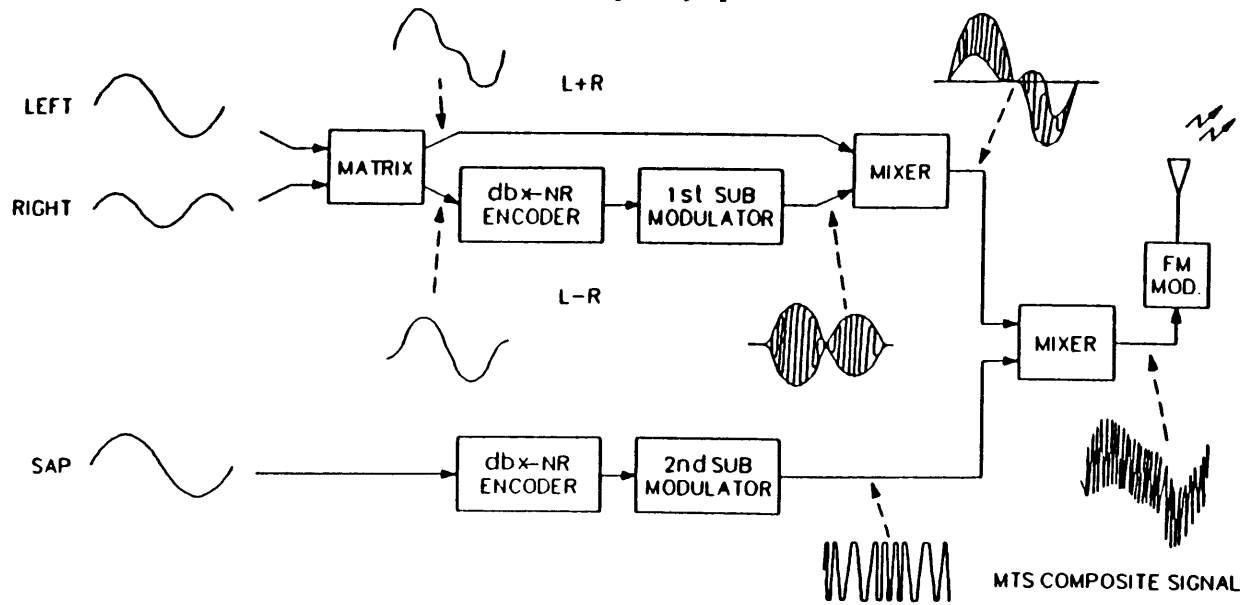 L+R
LEFT
MATRIX
MIXER
RIGHT
dbx-NR
ENCODER
1st SUB
MODULATOR
L-R
FM
MOD.
MIXER
SAP
dbx-NR
ENCODER
2nd SUB
MODULATOR
MTS COMPOSITE SIGNAL